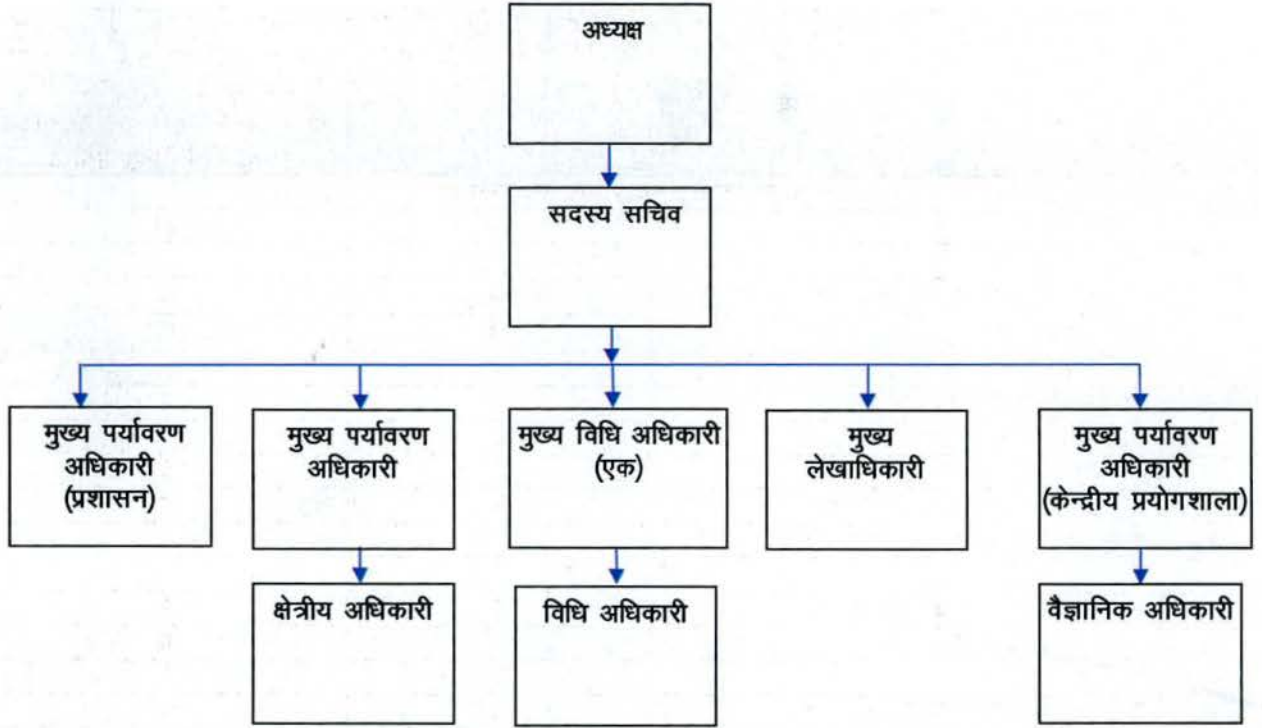 अध्यक्ष
सदस्य सचिव
मुख्य पर्यावरण
अधिकारी
(प्रशासन)
मुख्य पर्यावरण
अधिकारी
मुख्य विधि अधिकारी
(एक)
मुख्य
लेखाधिकारी
मुख्य पर्यावरण
अधिकारी
(केन्द्रीय प्रयोगशाला)
क्षेत्रीय अधिकारी
विधि अधिकारी
वैज्ञानिक अधिकारी